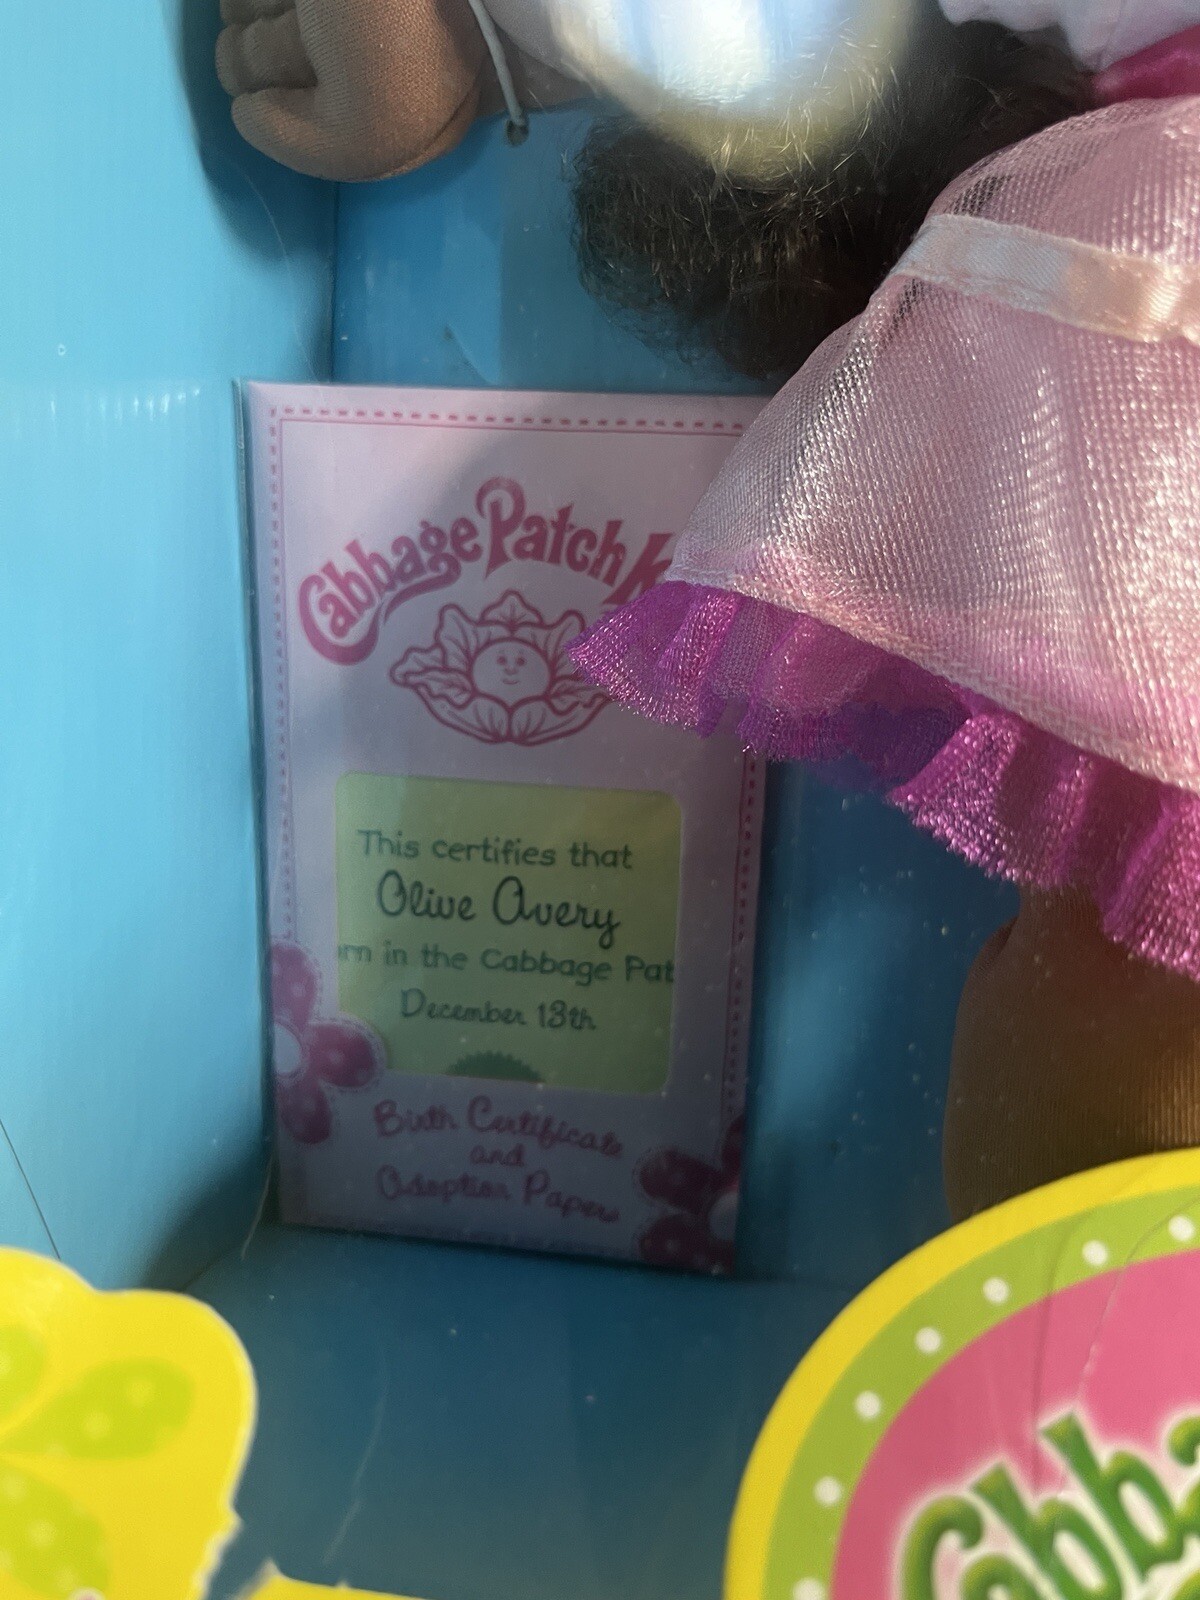 Cabbage Patch K
This certifies that
Olive Avery
rn in the Cabbage Pat
December 13th
Birth Certificate
and
Adoption Papers
Cabba